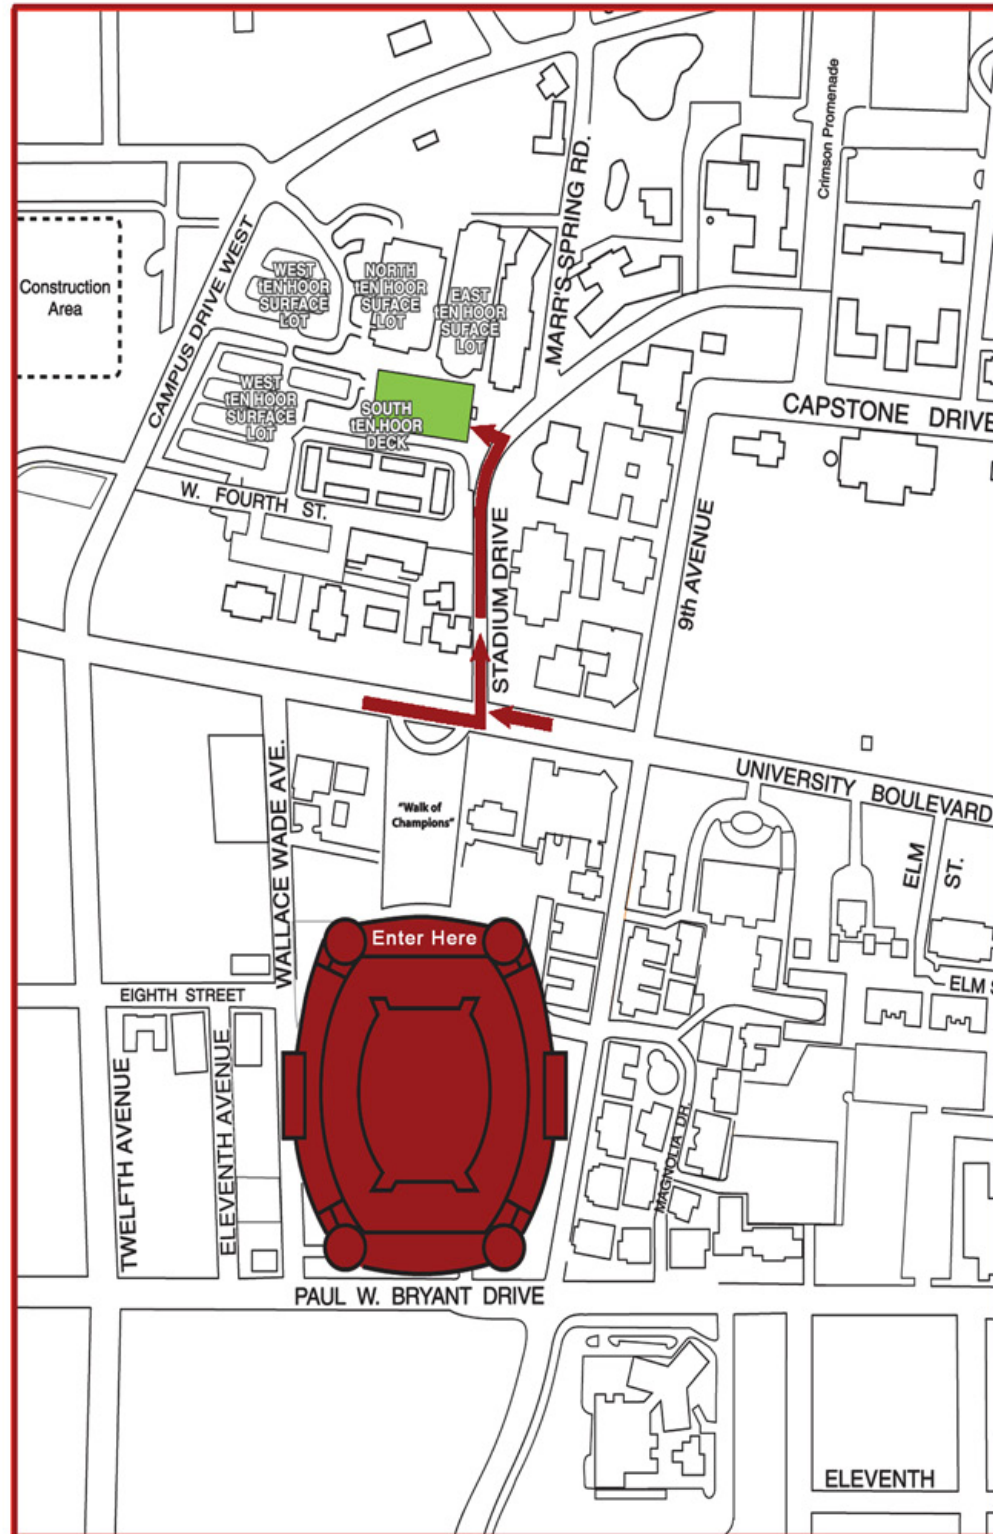 Crimson Promenade
MARR'S SPRING RD.
CAMPUS DRIVE WEST
Construction
Area
WEST
tEN HOOR
SURFACE
LOT
NORTH
tEN HOOR
SUFACE
LOT
EAST
tEN HOOR
SUFACE
LOT
WEST
tEN HOOR
SURFACE
LOT
SOUTH
tEN HOOR
DECK
CAPSTONE DRIVE
W. FOURTH ST.
STADIUM DRIVE
9th AVENUE
UNIVERSITY BOULEVARD
WALLACE WADE AVE.
"Walk of
Champions"
ELM
ST.
Enter Here
EIGHTH STREET
ELM S
TWELFTH AVENUE
ELEVENTH AVENUE
MAGNOLIA DR.
PAUL W. BRYANT DRIVE
ELEVENTH